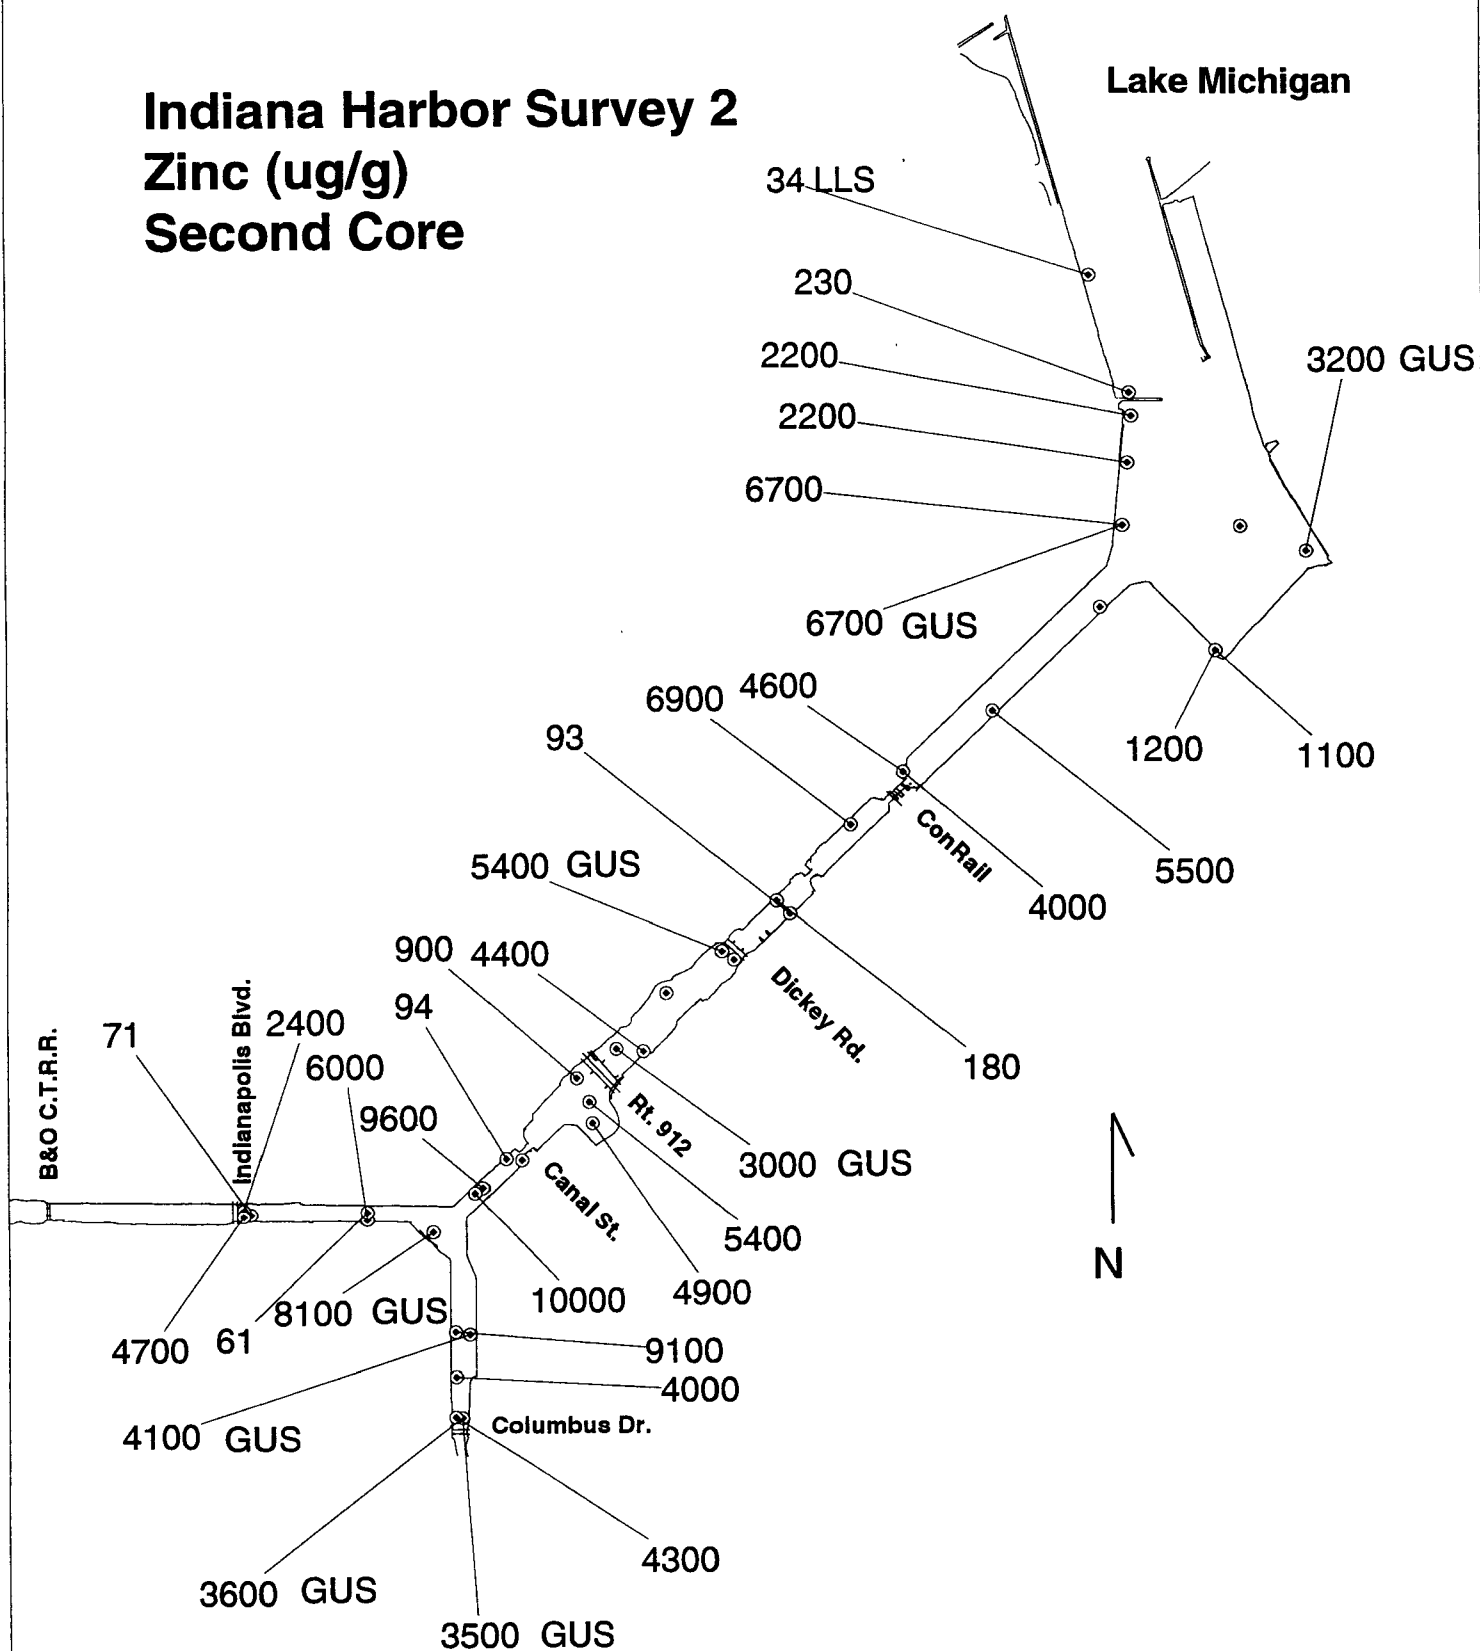 Indiana Harbor Survey 2
Zinc (ug/g)
Second Core
Lake Michigan
34 LLS
230
2200
3200 GUS
2200
6700
6700 GUS
6900 4600
93
1200
1100
ConRail
5400 GUS
5500
4000
900 4400
94
Dickey Rd.
71
Indianapolis Blvd.
2400
B&O C.T.R.R.
6000
180
9600
Rt. 912
3000 GUS
Canal St.
5400
N
4900
10000
8100 GUS
61
4700
9100
4000
4100 GUS
Columbus Dr.
4300
3600 GUS
3500 GUS